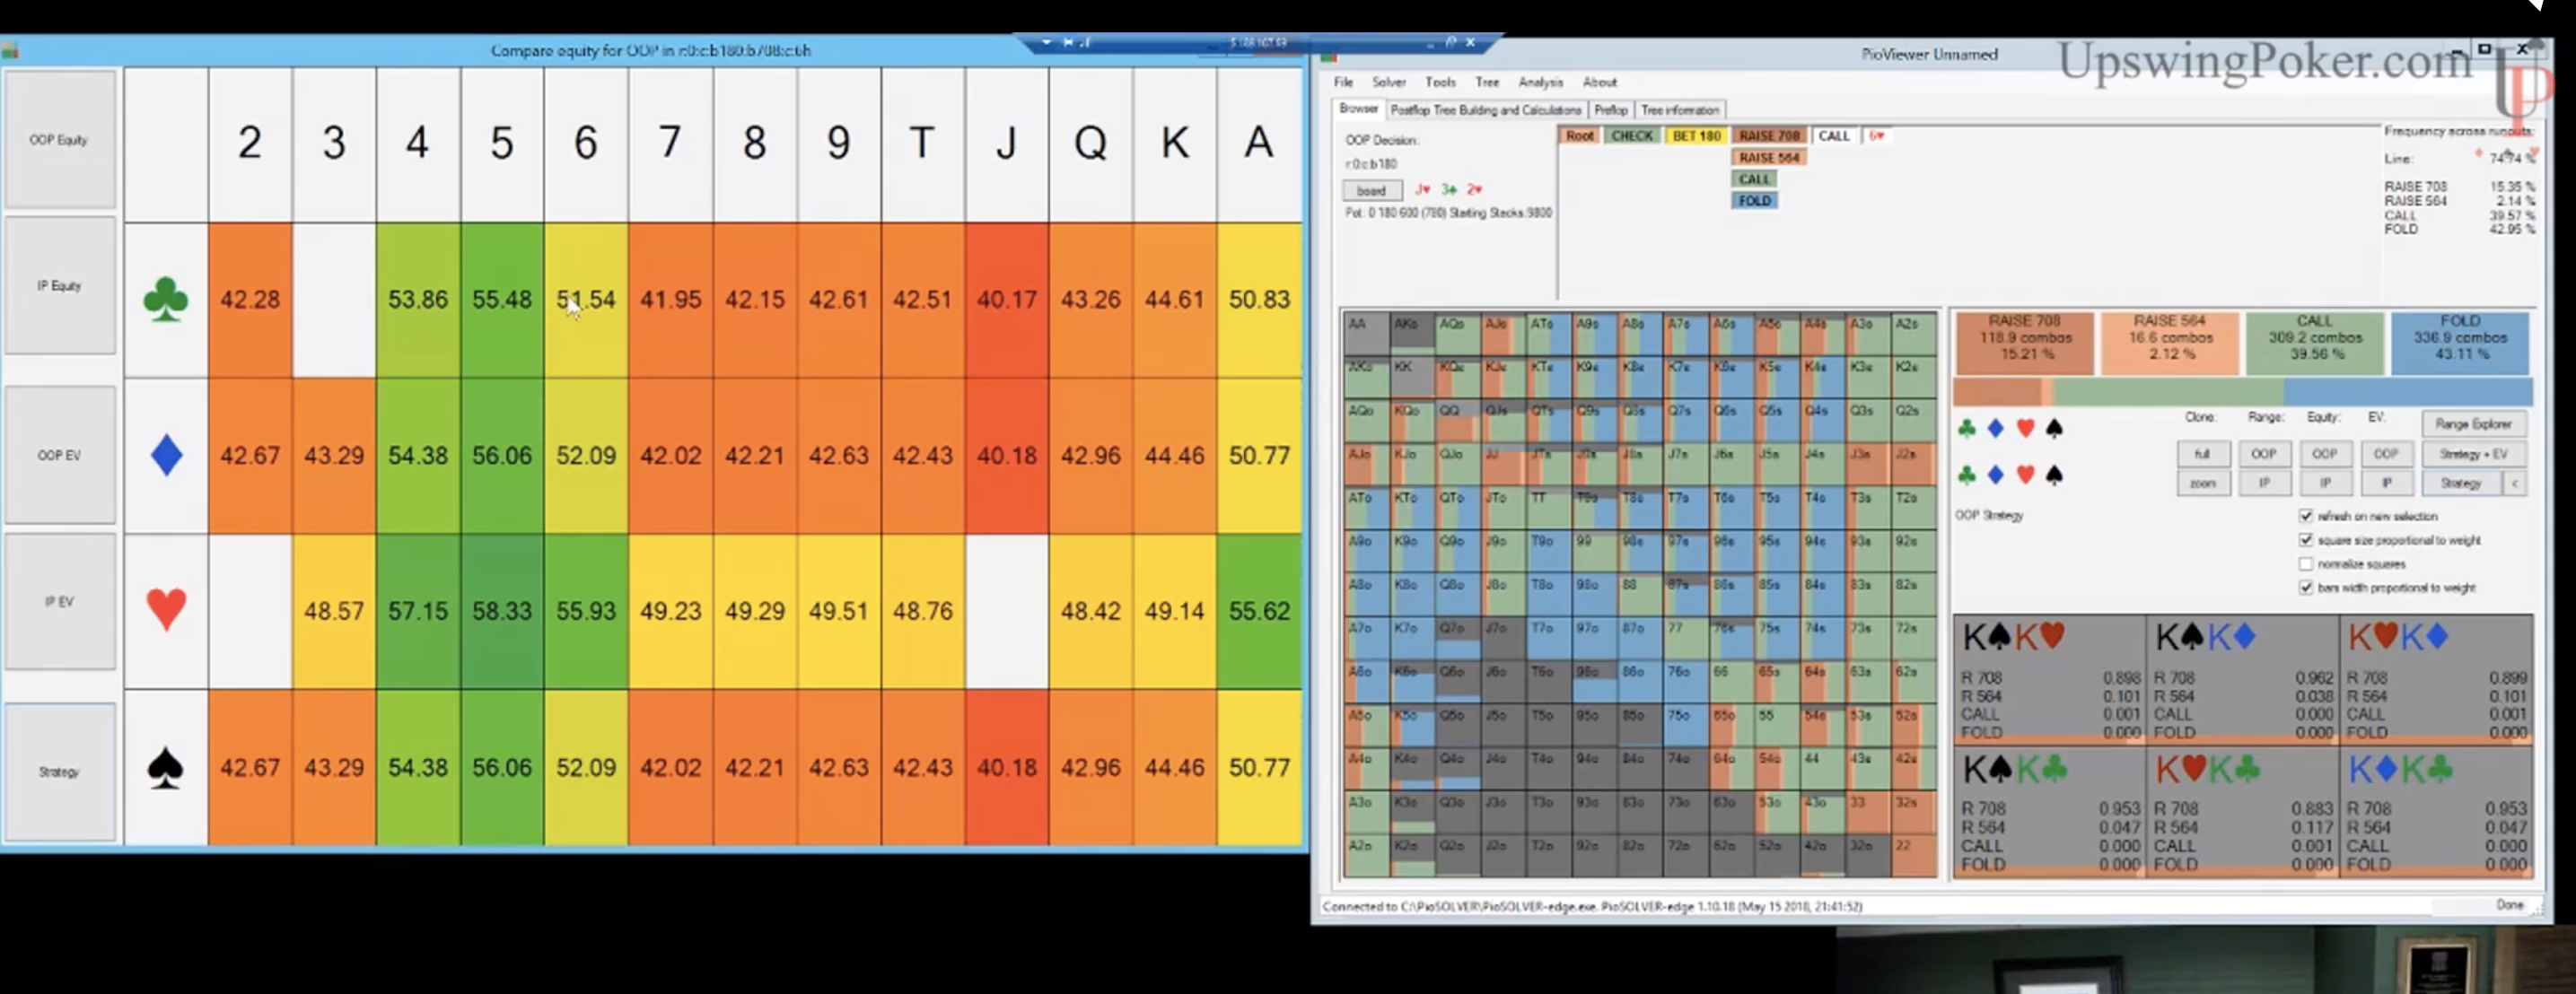 Compare equity for OOP in r:0:c:b180:b708:c:6h
OOP Equity
2 3 4 5 6 7 8 9 T J Q K A
IP Equity
42.28 53.86 55.48 51.54 41.95 42.15 42.61 42.51 40.17 43.26 44.61 50.83
OOP EV
42.67 43.29 54.38 56.06 52.09 42.02 42.21 42.63 42.43 40.18 42.96 44.46 50.77
IP EV
48.57 57.15 58.33 55.93 49.23 49.29 49.51 48.76 48.42 49.14 55.62
Strategy
42.67 43.29 54.38 56.06 52.09 42.02 42.21 42.63 42.43 40.18 42.96 44.46 50.77
PioViewer Unnamed
UpswingPoker.com
File Solver Tools Tree Analysis About
Browser Postflop Tree Building and Calculations Preflop Tree information
OOP Decision:
r:0:c:b180
board J♥ 3♣ 2♥
Pot: 0 180 600 (780) Starting Stacks: 9800
Root CHECK BET 180 RAISE 708 CALL 6♥
RAISE 564
CALL
FOLD
Frequency across runouts:
Line: 74.74 %
RAISE 708 15.35 %
RAISE 564 2.14 %
CALL 39.57 %
FOLD 42.95 %
RAISE 708 118.9 combos 15.21 %
RAISE 564 16.6 combos 2.12 %
CALL 309.2 combos 39.56 %
FOLD 336.9 combos 43.11 %
Clone: Range: Equity: EV:
Range Explorer
full OOP OOP OOP Strategy + EV
zoom IP IP IP Strategy <
OOP Strategy
refresh on new selection
square size proportional to weight
normalize squares
bars width proportional to weight
AA AKs AQs AJs ATs A9s A8s A7s A6s A5s A4s A3s A2s
AKo KK KQs KJs KTs K9s K8s K7s K6s K5s K4s K3s K2s
AQo KQo QQ QJs QTs Q9s Q8s Q7s Q6s Q5s Q4s Q3s Q2s
AJo KJo QJo JJ JTs J9s J8s J7s J6s J5s J4s J3s J2s
ATo KTo QTo JTo TT T9s T8s T7s T6s T5s T4s T3s T2s
A9o K9o Q9o J9o T9o 99 98s 97s 96s 95s 94s 93s 92s
A8o K8o Q8o J8o T8o 98o 88 87s 86s 85s 84s 83s 82s
A7o K7o Q7o J7o T7o 97o 87o 77 76s 75s 74s 73s 72s
A6o K6o Q6o J6o T6o 96o 86o 76o 66 65s 64s 63s 62s
A5o K5o Q5o J5o T5o 95o 85o 75o 65o 55 54s 53s 52s
A4o K4o Q4o J4o T4o 94o 84o 74o 64o 54o 44 43s 42s
A3o K3o Q3o J3o T3o 93o 83o 73o 63o 53o 43o 33 32s
A2o K2o Q2o J2o T2o 92o 82o 72o 62o 52o 42o 32o 22
K♠K♥ K♠K♦ K♥K♦
R 708 0.898 R 708 0.962 R 708 0.899
R 564 0.101 R 564 0.038 R 564 0.101
CALL 0.001 CALL 0.000 CALL 0.001
FOLD 0.000 FOLD 0.000 FOLD 0.000
K♠K♣ K♥K♣ K♦K♣
R 708 0.953 R 708 0.883 R 708 0.953
R 564 0.047 R 564 0.117 R 564 0.047
CALL 0.000 CALL 0.001 CALL 0.000
FOLD 0.000 FOLD 0.000 FOLD 0.000
Connected to C:\PioSOLVER\PioSOLVER-edge.exe. PioSOLVER-edge 1.10.18 (May 15 2018, 21:41:52)
Done